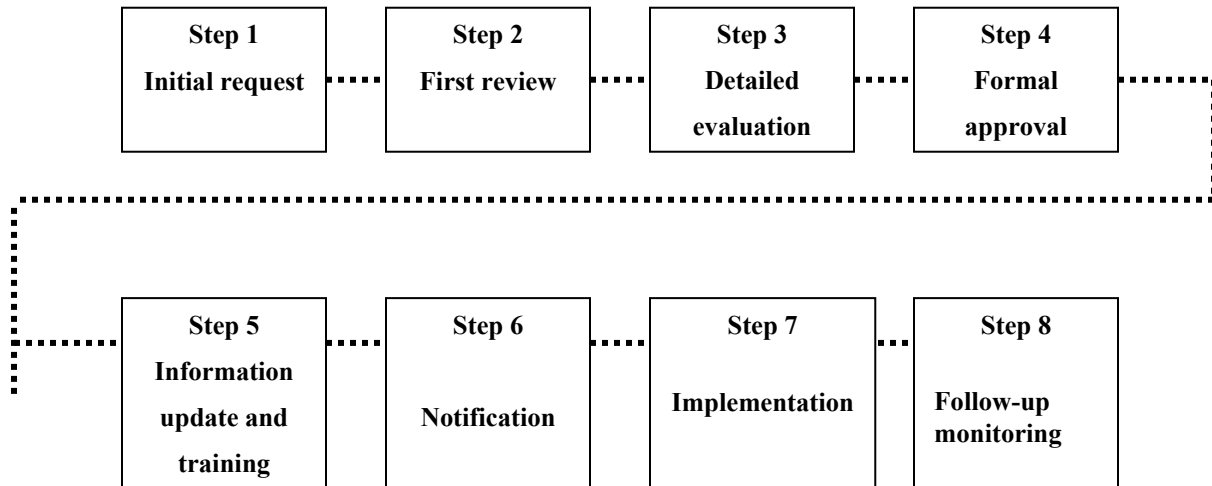 Step 1
Initial request
Step 2
First review
Step 3
Detailed
evaluation
Step 4
Formal
approval
Step 5
Information
update and
training
Step 6
Notification
Step 7
Implementation
Step 8
Follow-up
monitoring